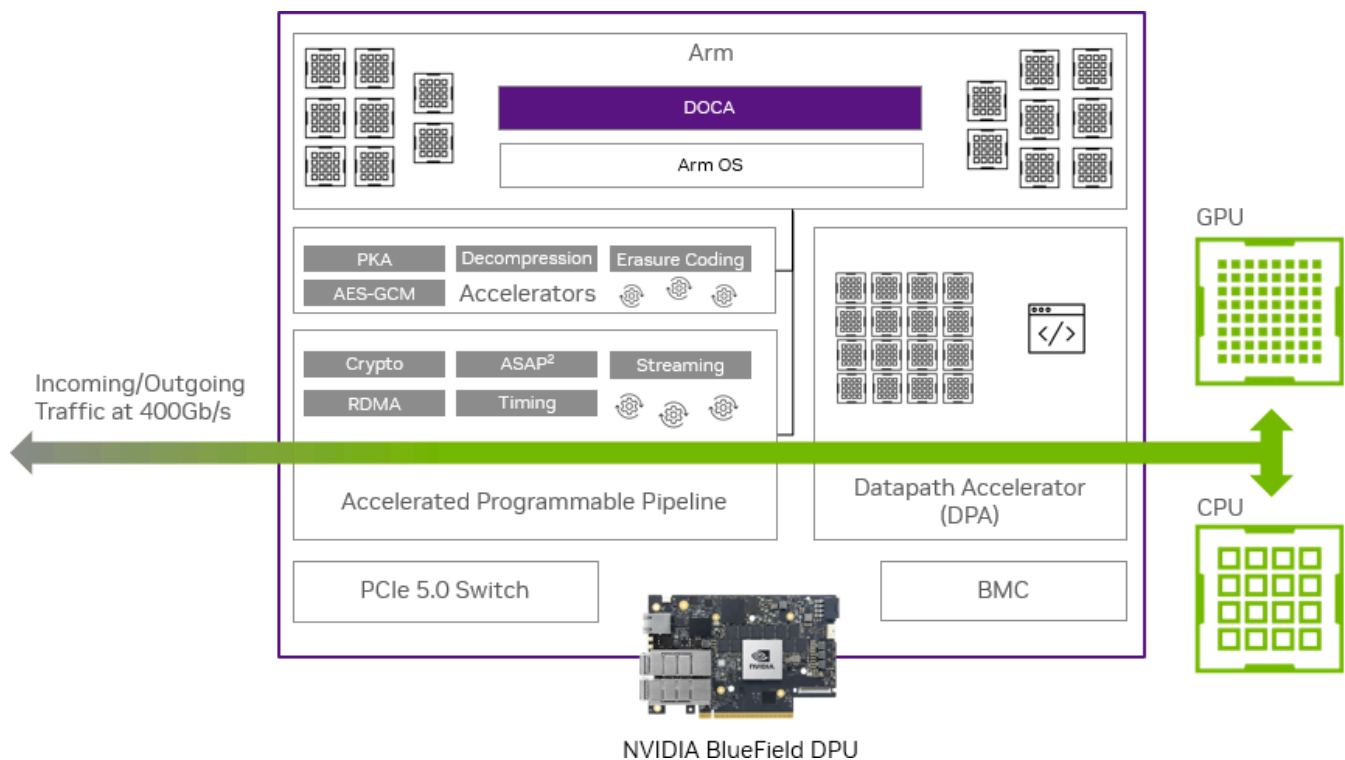 Arm
DOCA
Arm OS
PKA
Decompression
Erasure Coding
AES-GCM
Accelerators
Crypto
ASAP²
Streaming
RDMA
Timing
Accelerated Programmable Pipeline
</>
Datapath Accelerator
(DPA)
GPU
CPU
Incoming/Outgoing
Traffic at 400Gb/s
PCIe 5.0 Switch
BMC
NVIDIA
NVIDIA BlueField DPU